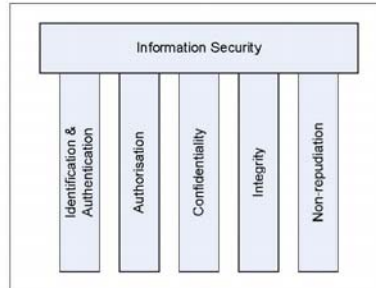 Information Security
Identification &
Authentication
Authorisation
Confidentiality
Integrity
Non-repudiation